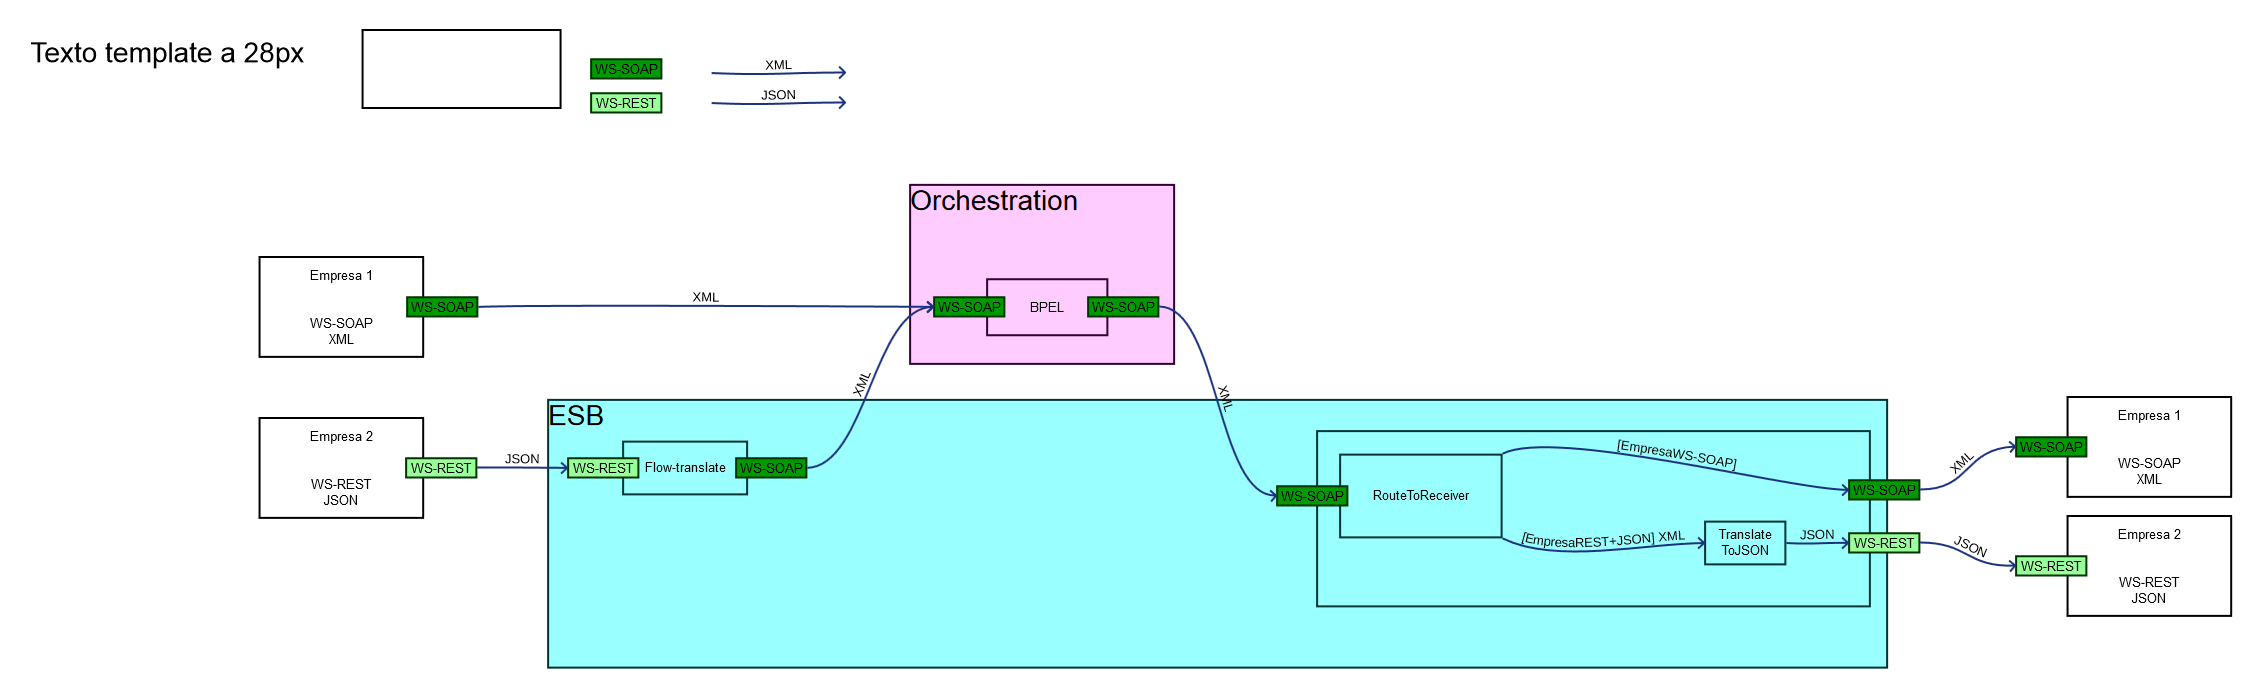 Texto template a 28px
WS-SOAP
XML
WS-REST
JSON
Orchestration
Empresa 1
WS-SOAP
XML
WS-SOAP
XML
WS-SOAP
BPEL
WS-SOAP
XML
XML
ESB
Empresa 2
WS-REST
JSON
WS-REST
JSON
WS-REST
Flow-translate
WS-SOAP
WS-SOAP
RouteToReceiver
[EmpresaWS-SOAP]
[EmpresaREST+JSON] XML
Translate
ToJSON
JSON
WS-SOAP
WS-REST
XML
JSON
Empresa 1
WS-SOAP
WS-SOAP
XML
Empresa 2
WS-REST
WS-REST
JSON